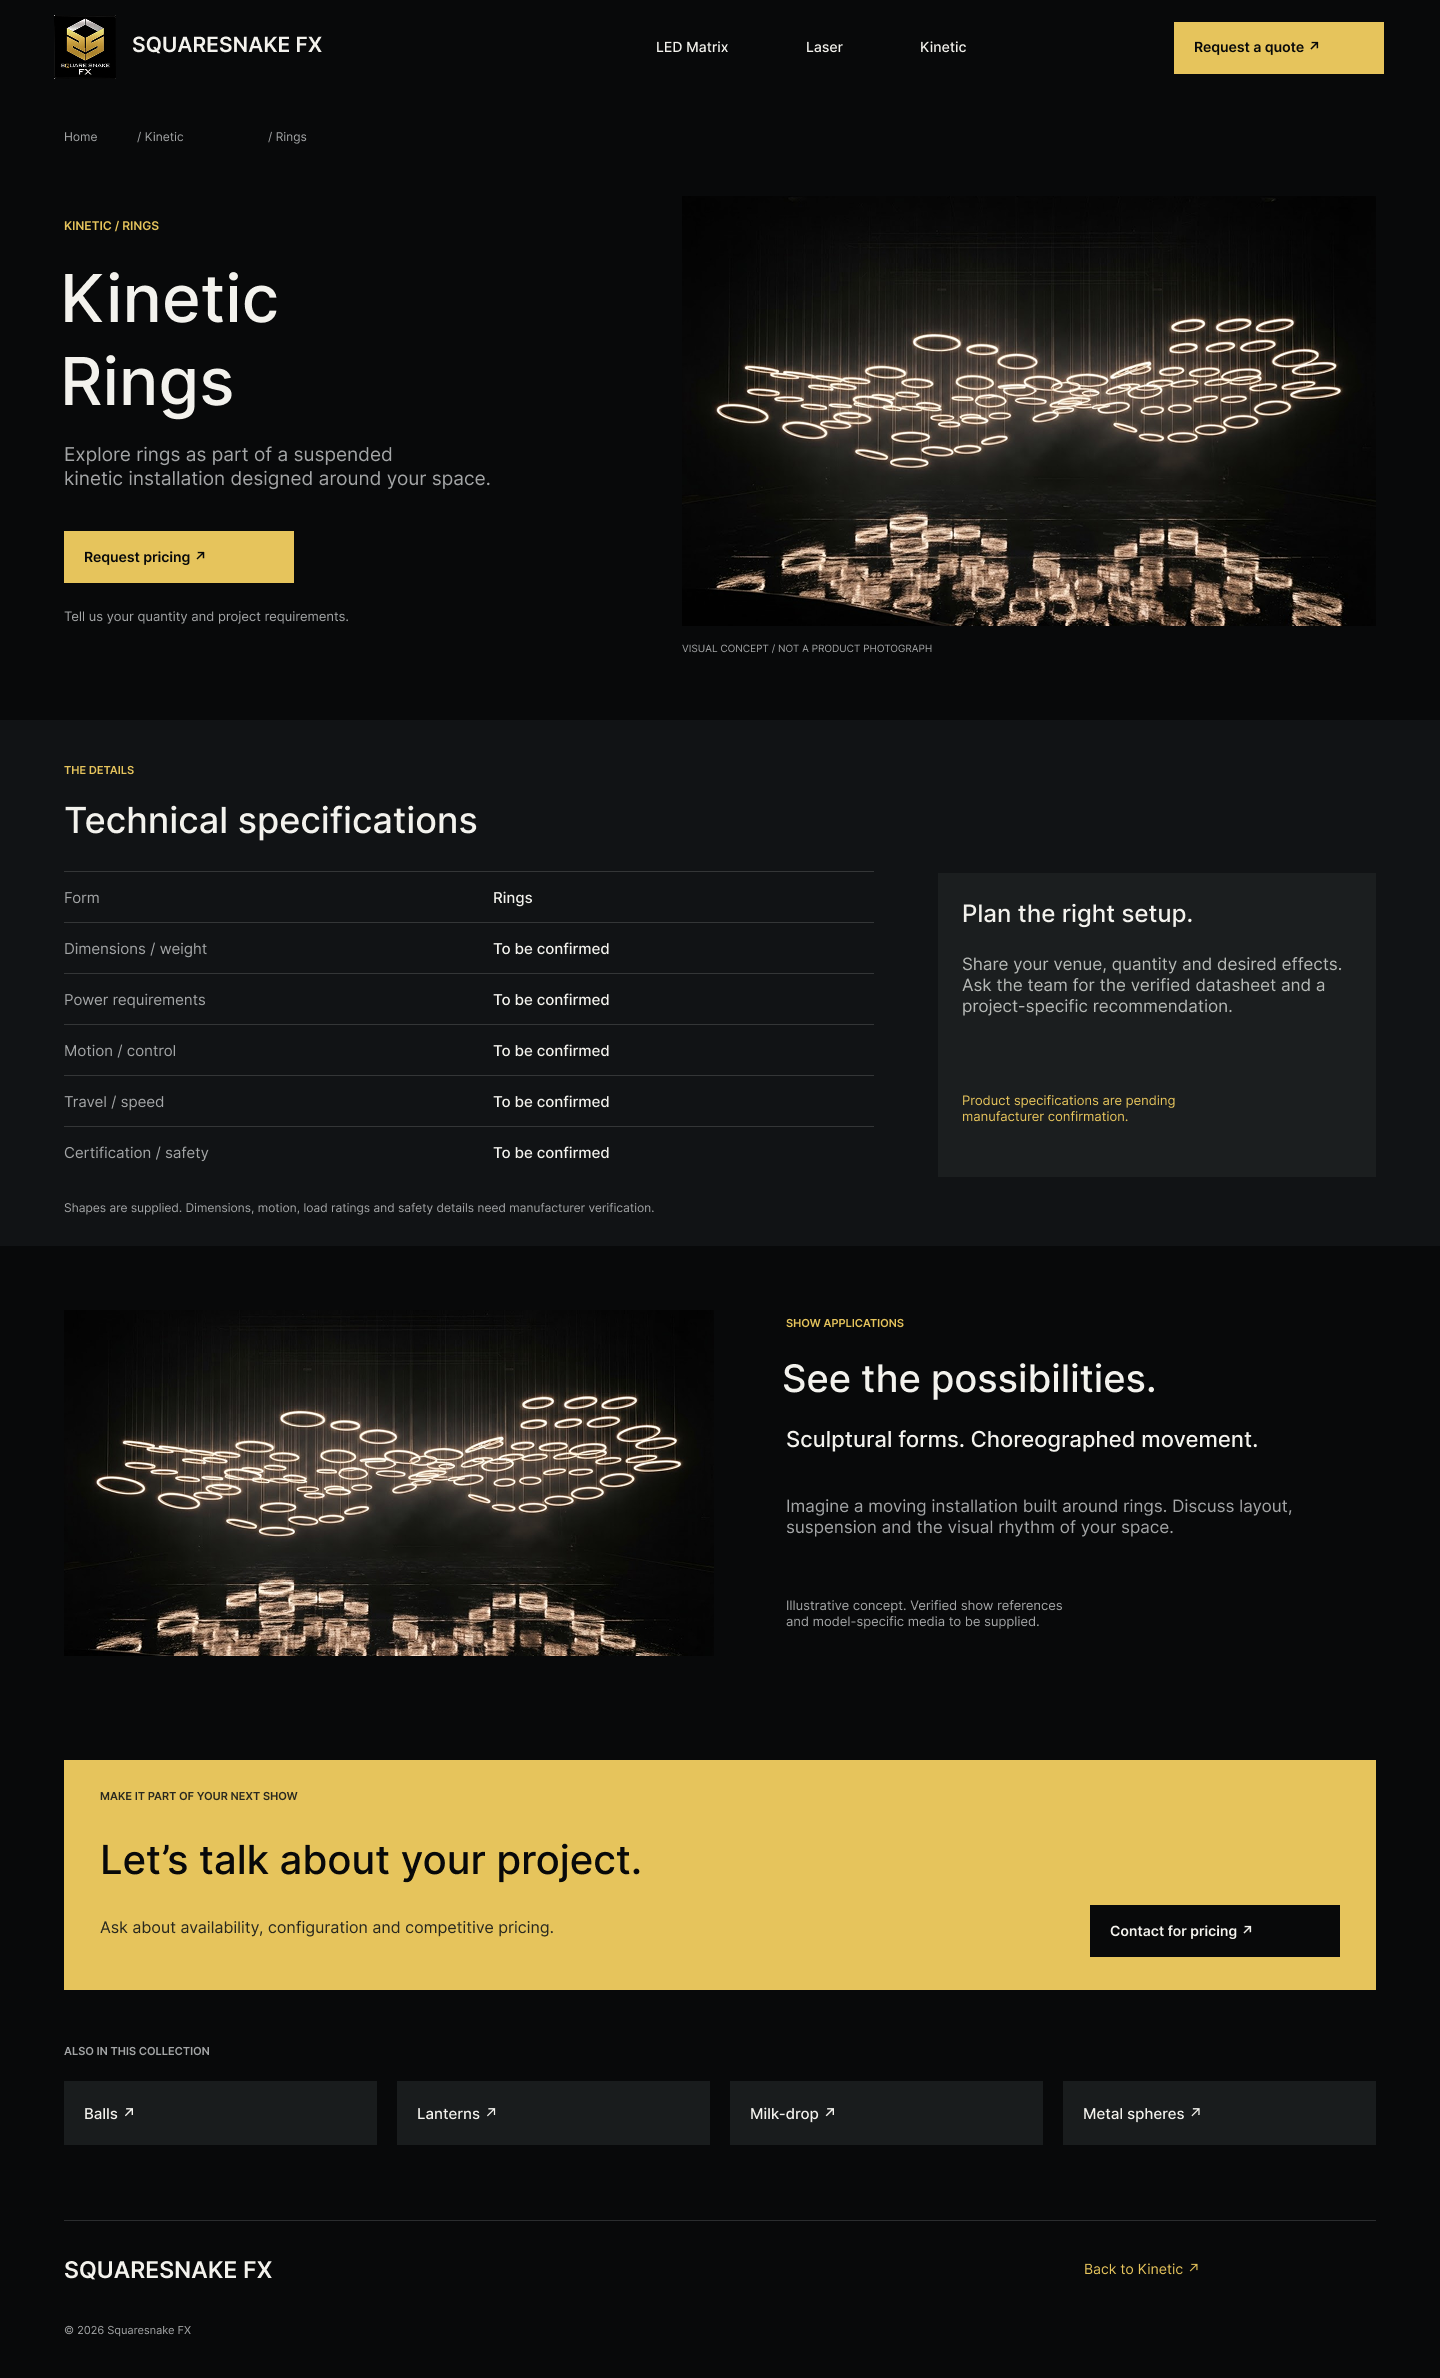 SQUARE SNAKE
FX
SQUARESNAKE FX
LED Matrix
Laser
Kinetic
Request a quote ↗
Home / Kinetic / Rings
KINETIC / RINGS
Kinetic
Rings
Explore rings as part of a suspended
kinetic installation designed around your space.
Request pricing ↗
Tell us your quantity and project requirements.
VISUAL CONCEPT / NOT A PRODUCT PHOTOGRAPH
THE DETAILS
Technical specifications
Form Rings
Dimensions / weight To be confirmed
Power requirements To be confirmed
Motion / control To be confirmed
Travel / speed To be confirmed
Certification / safety To be confirmed
Shapes are supplied. Dimensions, motion, load ratings and safety details need manufacturer verification.
Plan the right setup.
Share your venue, quantity and desired effects.
Ask the team for the verified datasheet and a
project-specific recommendation.
Product specifications are pending
manufacturer confirmation.
SHOW APPLICATIONS
See the possibilities.
Sculptural forms. Choreographed movement.
Imagine a moving installation built around rings. Discuss layout,
suspension and the visual rhythm of your space.
Illustrative concept. Verified show references
and model-specific media to be supplied.
MAKE IT PART OF YOUR NEXT SHOW
Let’s talk about your project.
Ask about availability, configuration and competitive pricing.
Contact for pricing ↗
ALSO IN THIS COLLECTION
Balls ↗
Lanterns ↗
Milk-drop ↗
Metal spheres ↗
SQUARESNAKE FX
Back to Kinetic ↗
© 2026 Squaresnake FX